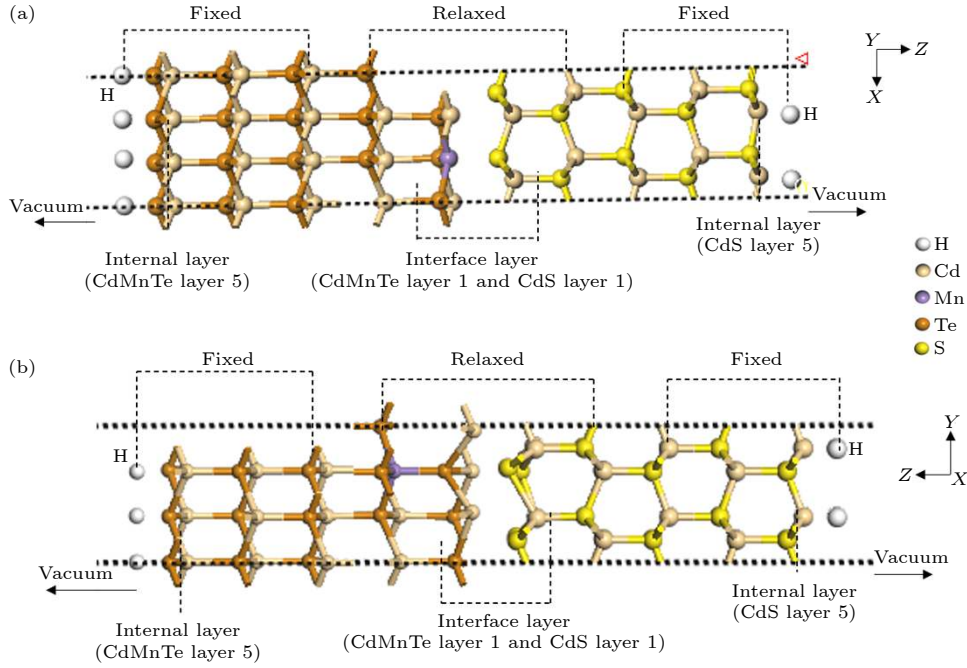 (a)
Fixed
Relaxed
Fixed
Y
Z
X
H
H
Vacuum
Vacuum
Internal layer
(CdMnTe layer 5)
Interface layer
(CdMnTe layer 1 and CdS layer 1)
Internal layer
(CdS layer 5)
H
Cd
Mn
Te
S
(b)
Fixed
Relaxed
Fixed
H
H
Y
Z
X
Vacuum
Vacuum
Internal layer
(CdMnTe layer 5)
Interface layer
(CdMnTe layer 1 and CdS layer 1)
Internal layer
(CdS layer 5)